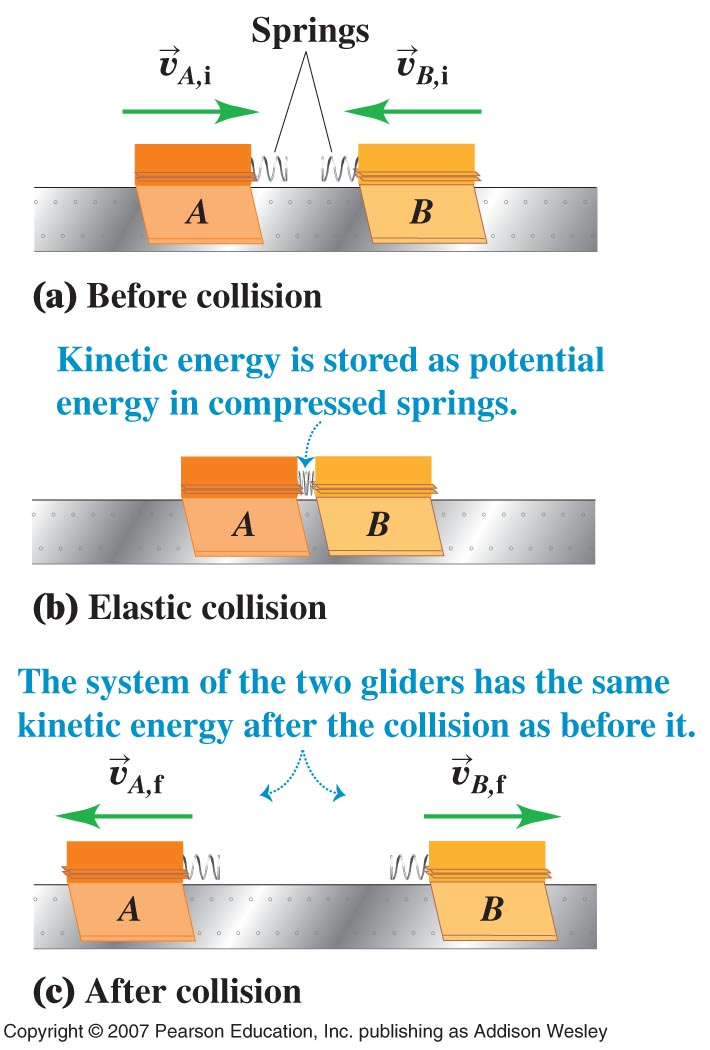 Springs
v⃗A,i
v⃗B,i
A
B
(a) Before collision
Kinetic energy is stored as potential
energy in compressed springs.
A
B
(b) Elastic collision
The system of the two gliders has the same
kinetic energy after the collision as before it.
v⃗A,f
v⃗B,f
A
B
(c) After collision
Copyright © 2007 Pearson Education, Inc. publishing as Addison Wesley